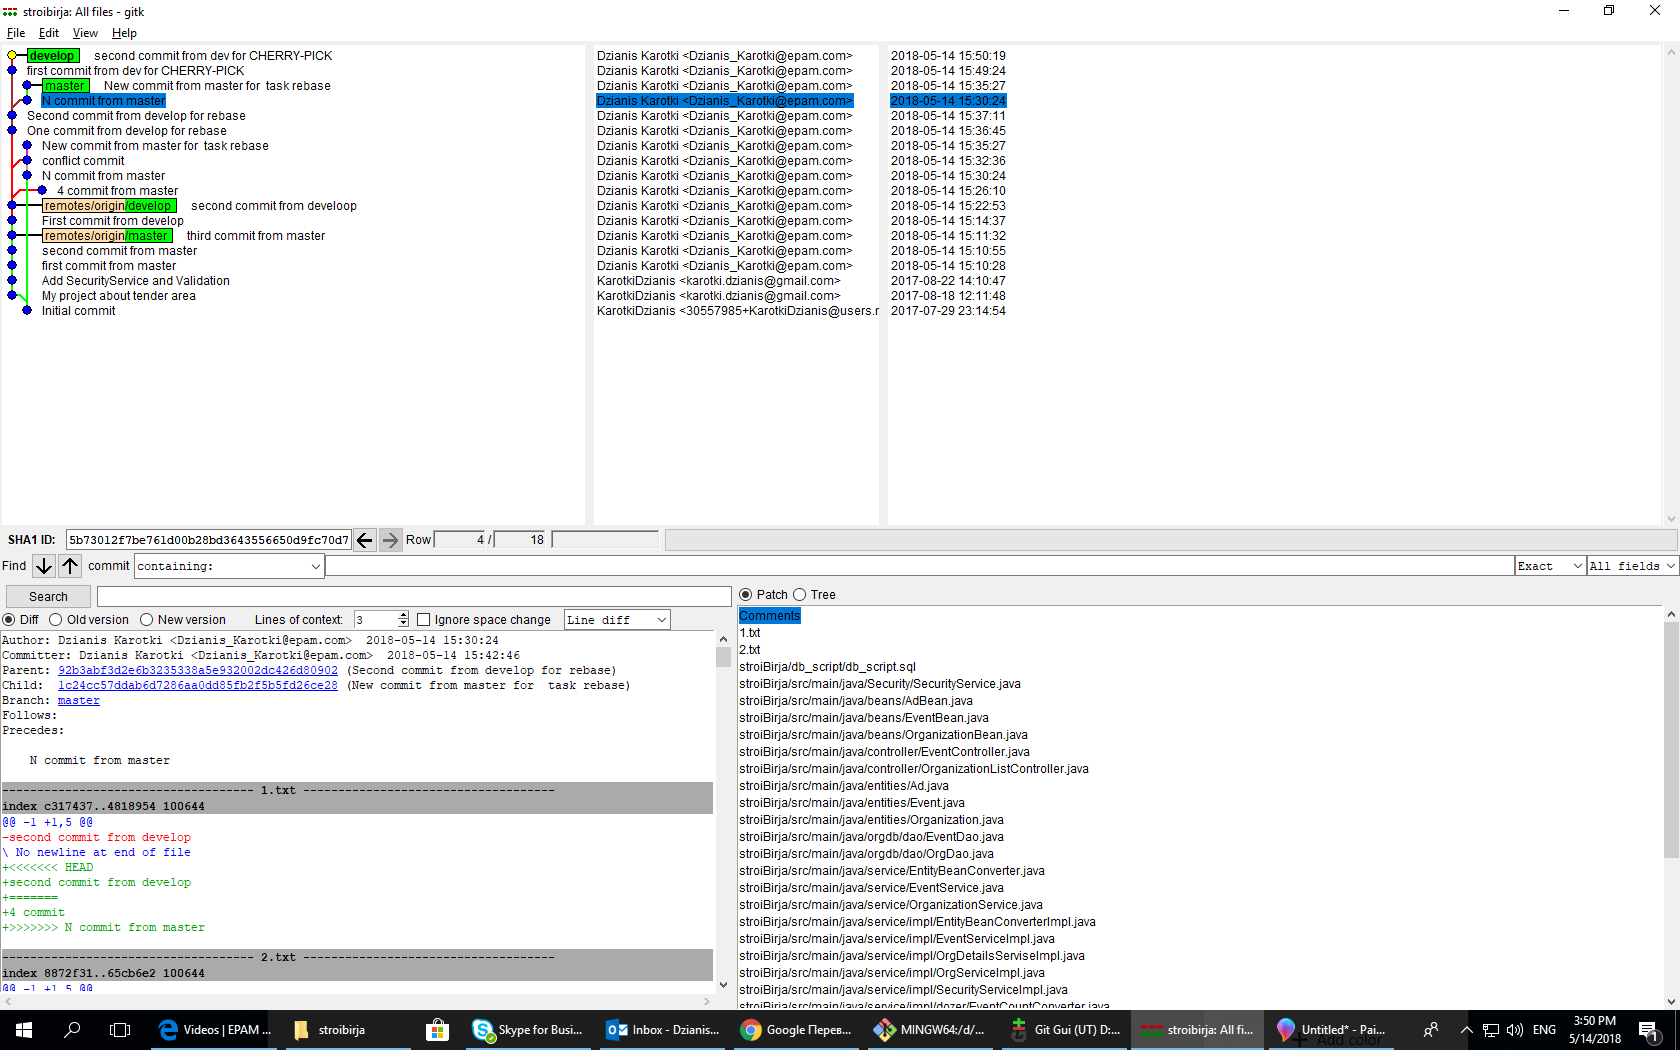 stroibirja: All files - gitk
File Edit View Help
develop second commit from dev for CHERRY-PICK Dzianis Karotki <Dzianis_Karotki@epam.com> 2018-05-14 15:50:19
first commit from dev for CHERRY-PICK Dzianis Karotki <Dzianis_Karotki@epam.com> 2018-05-14 15:49:24
master New commit from master for  task rebase Dzianis Karotki <Dzianis_Karotki@epam.com> 2018-05-14 15:35:27
N commit from master Dzianis Karotki <Dzianis_Karotki@epam.com> 2018-05-14 15:30:24
Second commit from develop for rebase Dzianis Karotki <Dzianis_Karotki@epam.com> 2018-05-14 15:37:11
One commit from develop for rebase Dzianis Karotki <Dzianis_Karotki@epam.com> 2018-05-14 15:36:45
New commit from master for  task rebase Dzianis Karotki <Dzianis_Karotki@epam.com> 2018-05-14 15:35:27
conflict commit Dzianis Karotki <Dzianis_Karotki@epam.com> 2018-05-14 15:32:36
N commit from master Dzianis Karotki <Dzianis_Karotki@epam.com> 2018-05-14 15:30:24
4 commit from master Dzianis Karotki <Dzianis_Karotki@epam.com> 2018-05-14 15:26:10
remotes/origin/develop second commit from developp Dzianis Karotki <Dzianis_Karotki@epam.com> 2018-05-14 15:22:53
First commit from develop Dzianis Karotki <Dzianis_Karotki@epam.com> 2018-05-14 15:14:37
remotes/origin/master third commit from master Dzianis Karotki <Dzianis_Karotki@epam.com> 2018-05-14 15:11:32
second commit from master Dzianis Karotki <Dzianis_Karotki@epam.com> 2018-05-14 15:10:55
first commit from master Dzianis Karotki <Dzianis_Karotki@epam.com> 2018-05-14 15:10:28
Add SecurityService and Validation KarotkiDzianis <karotki.dzianis@gmail.com> 2017-08-22 14:10:47
My project about tender area KarotkiDzianis <karotki.dzianis@gmail.com> 2017-08-18 12:11:48
Initial commit KarotkiDzianis <30557985+KarotkiDzianis@users.r 2017-07-29 23:14:54
SHA1 ID: 5b73012f7be761d00b28bd3643556650d9fc70d7 Row 4 / 18
Find commit containing: Exact All fields
Search
Diff Old version New version Lines of context: 3 Ignore space change Line diff
Author: Dzianis Karotki <Dzianis_Karotki@epam.com>  2018-05-14 15:30:24
Committer: Dzianis Karotki <Dzianis_Karotki@epam.com>  2018-05-14 15:42:46
Parent: 92b3abf3d2e6b3235338a5e932002dc426d80902 (Second commit from develop for rebase)
Child:  1c24cc57ddab6d7286aa0dd85fb2f5b5fd26ce28 (New commit from master for  task rebase)
Branch: master
Follows:
Precedes:
N commit from master
----------------------------------- 1.txt -----------------------------------
index c317437..4818954 100644
@@ -1 +1,5 @@
-second commit from develop
\ No newline at end of file
+<<<<<<< HEAD
+second commit from develop
+=======
+4 commit
+>>>>>>> N commit from master
----------------------------------- 2.txt -----------------------------------
index 8872f31..65cb6e2 100644
@@ -1 +1,5 @@
Patch Tree
Comments
1.txt
2.txt
stroiBirja/db_script/db_script.sql
stroiBirja/src/main/java/Security/SecurityService.java
stroiBirja/src/main/java/beans/AdBean.java
stroiBirja/src/main/java/beans/EventBean.java
stroiBirja/src/main/java/beans/OrganizationBean.java
stroiBirja/src/main/java/controller/EventController.java
stroiBirja/src/main/java/controller/OrganizationListController.java
stroiBirja/src/main/java/entities/Ad.java
stroiBirja/src/main/java/entities/Event.java
stroiBirja/src/main/java/entities/Organization.java
stroiBirja/src/main/java/orgdb/dao/EventDao.java
stroiBirja/src/main/java/orgdb/dao/OrgDao.java
stroiBirja/src/main/java/service/EntityBeanConverter.java
stroiBirja/src/main/java/service/EventService.java
stroiBirja/src/main/java/service/OrganizationService.java
stroiBirja/src/main/java/service/impl/EntityBeanConverterImpl.java
stroiBirja/src/main/java/service/impl/EventServiceImpl.java
stroiBirja/src/main/java/service/impl/OrgDetailsServiseImpl.java
stroiBirja/src/main/java/service/impl/OrgServiceImpl.java
stroiBirja/src/main/java/service/impl/SecurityServiceImpl.java
stroiBirja/src/main/java/service/impl/dozer/EventCountConverter.java
Videos | EPAM ... stroibirja Skype for Busi... Inbox - Dzianis... Google Перев... MINGW64:/d/... Git Gui (UT) D:... stroibirja: All fi... Untitled* - Pai... ENG 3:50 PM
Add color 5/14/2018 1